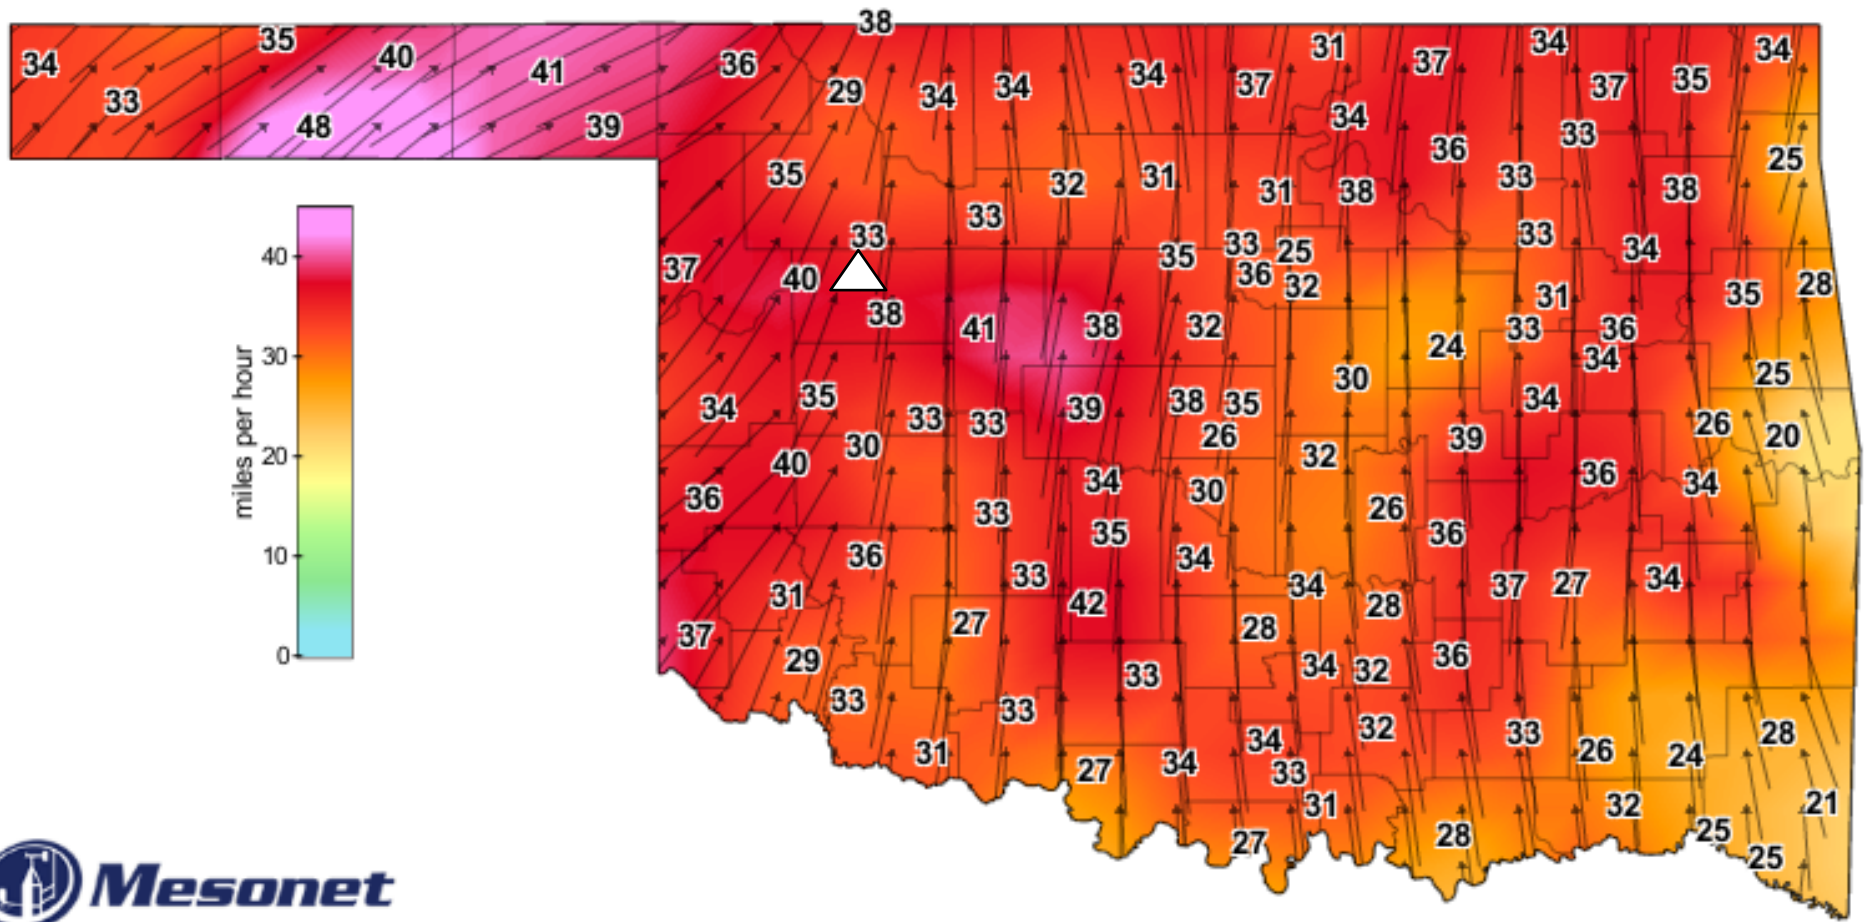 38
34 35 40 41 36 31 37 34 34
33 48 39 29 34 34 34 37 34 37 35
36 33 25
35 32 31 31 38 33 38
33 33 35 33 25 33 34
37 40 36 32 31 35 28
38 41 38 32 24 33 36
34 30 25
34 35 33 33 39 38 35 34 26
40 30 26 32 39 20
36 33 34 30 26 36 34
36 35 34 36
31 33 42 34 28 37 27 34
37 27 28
29 33 34 32 36
33 33 32 33 28
31 27 34 34 33 26 24
31 32 21
27 28 25
25
40
30
20
10
0
miles per hour
Mesonet